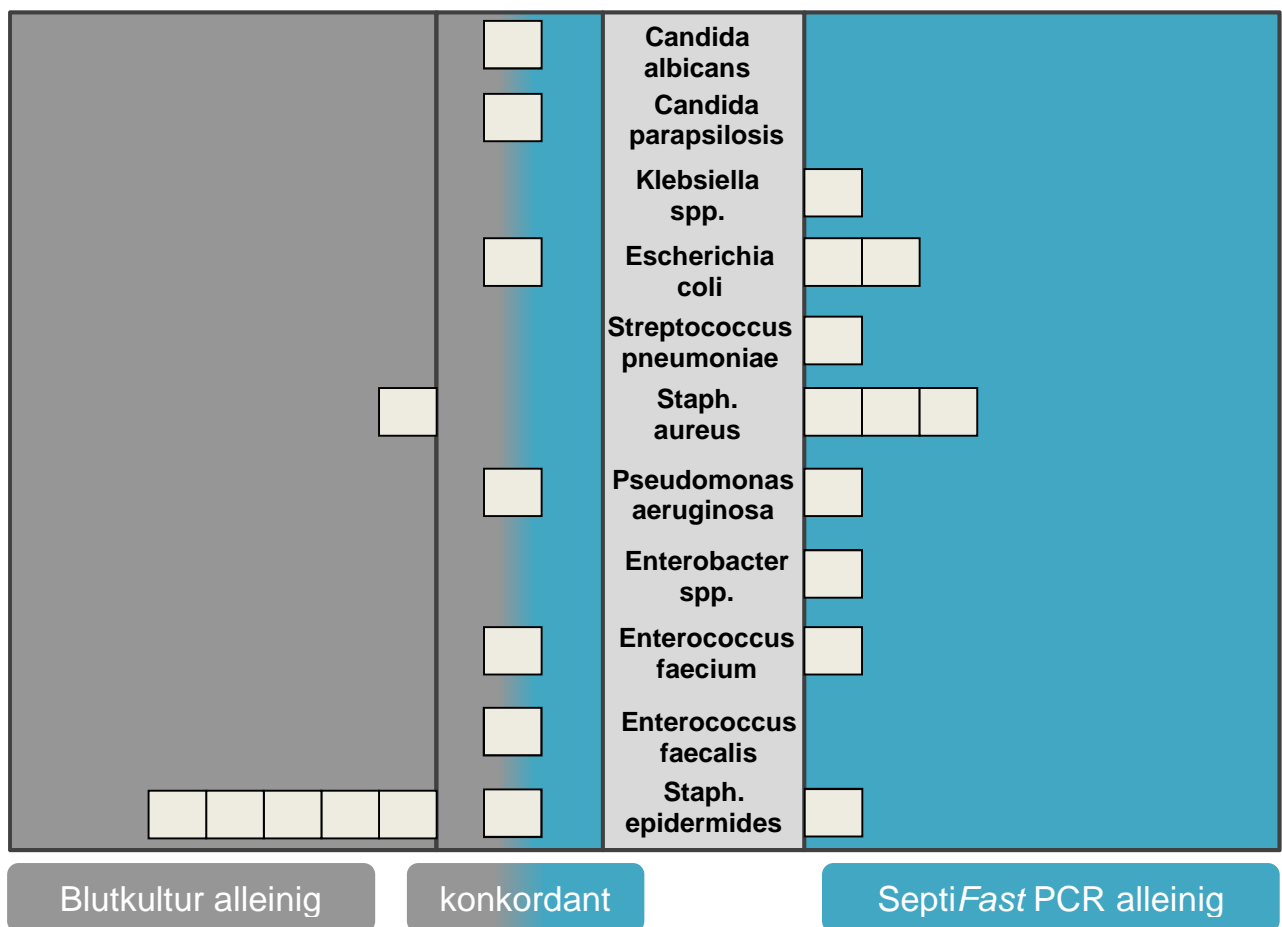 Candida
albicans
Candida
parapsilosis
Klebsiella
spp.
Escherichia
coli
Streptococcus
pneumoniae
Staph.
aureus
Pseudomonas
aeruginosa
Enterobacter
spp.
Enterococcus
faecium
Enterococcus
faecalis
Staph.
epidermides
Blutkultur alleinig
konkordant
SeptiFast PCR alleinig